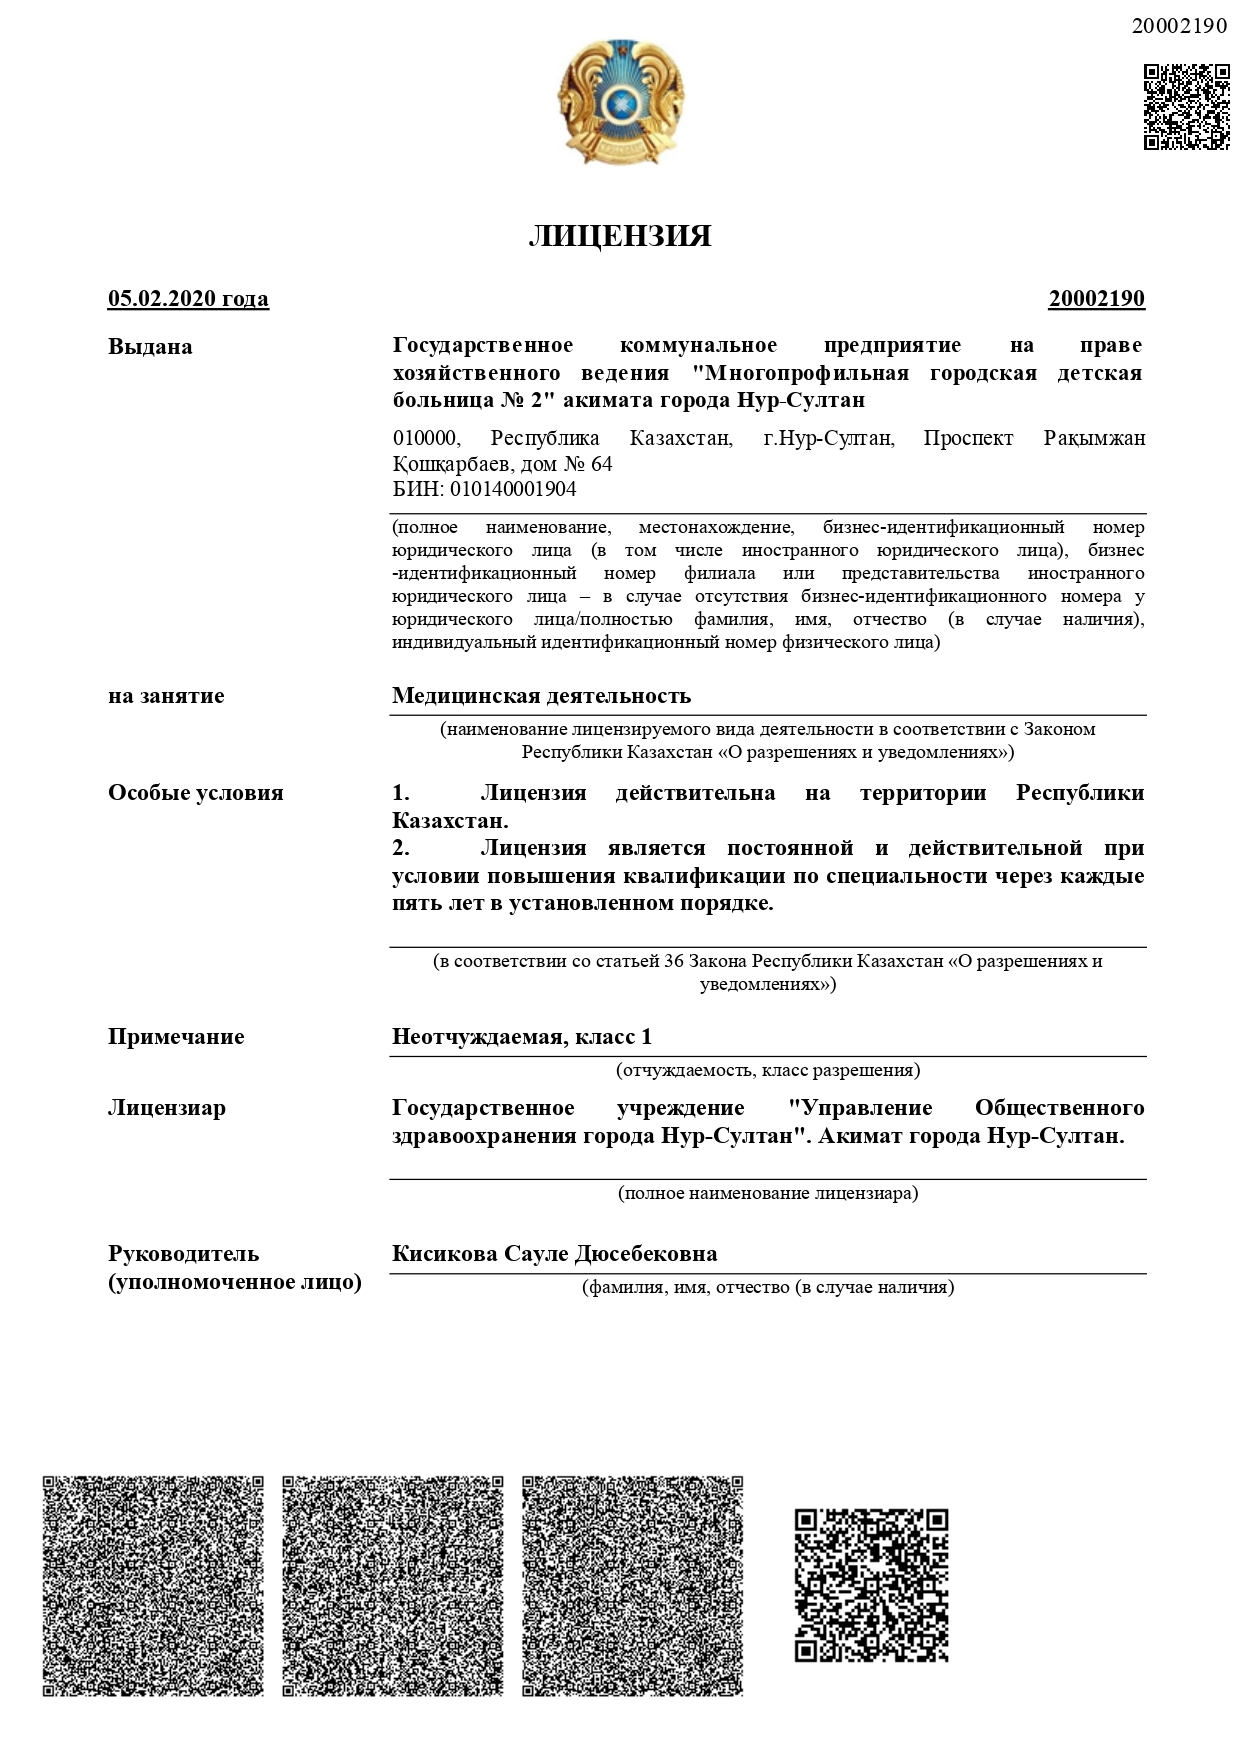 20002190
ЛИЦЕНЗИЯ
05.02.2020 года 20002190
Выдана Государственное коммунальное предприятие на праве
хозяйственного ведения "Многопрофильная городская детская
больница № 2" акимата города Нур-Султан
010000, Республика Казахстан, г.Нур-Султан, Проспект Рақымжан
Қошқарбаев, дом № 64
БИН: 010140001904
(полное наименование, местонахождение, бизнес-идентификационный номер
юридического лица (в том числе иностранного юридического лица), бизнес
-идентификационный номер филиала или представительства иностранного
юридического лица – в случае отсутствия бизнес-идентификационного номера у
юридического лица/полностью фамилия, имя, отчество (в случае наличия),
индивидуальный идентификационный номер физического лица)
на занятие Медицинская деятельность
(наименование лицензируемого вида деятельности в соответствии с Законом
Республики Казахстан «О разрешениях и уведомлениях»)
Особые условия 1. Лицензия действительна на территории Республики
Казахстан.
2. Лицензия является постоянной и действительной при
условии повышения квалификации по специальности через каждые
пять лет в установленном порядке.
(в соответствии со статьей 36 Закона Республики Казахстан «О разрешениях и
уведомлениях»)
Примечание Неотчуждаемая, класс 1
(отчуждаемость, класс разрешения)
Лицензиар Государственное учреждение "Управление Общественного
здравоохранения города Нур-Султан". Акимат города Нур-Султан.
(полное наименование лицензиара)
Руководитель Кисикова Сауле Дюсебековна
(уполномоченное лицо)
(фамилия, имя, отчество (в случае наличия)